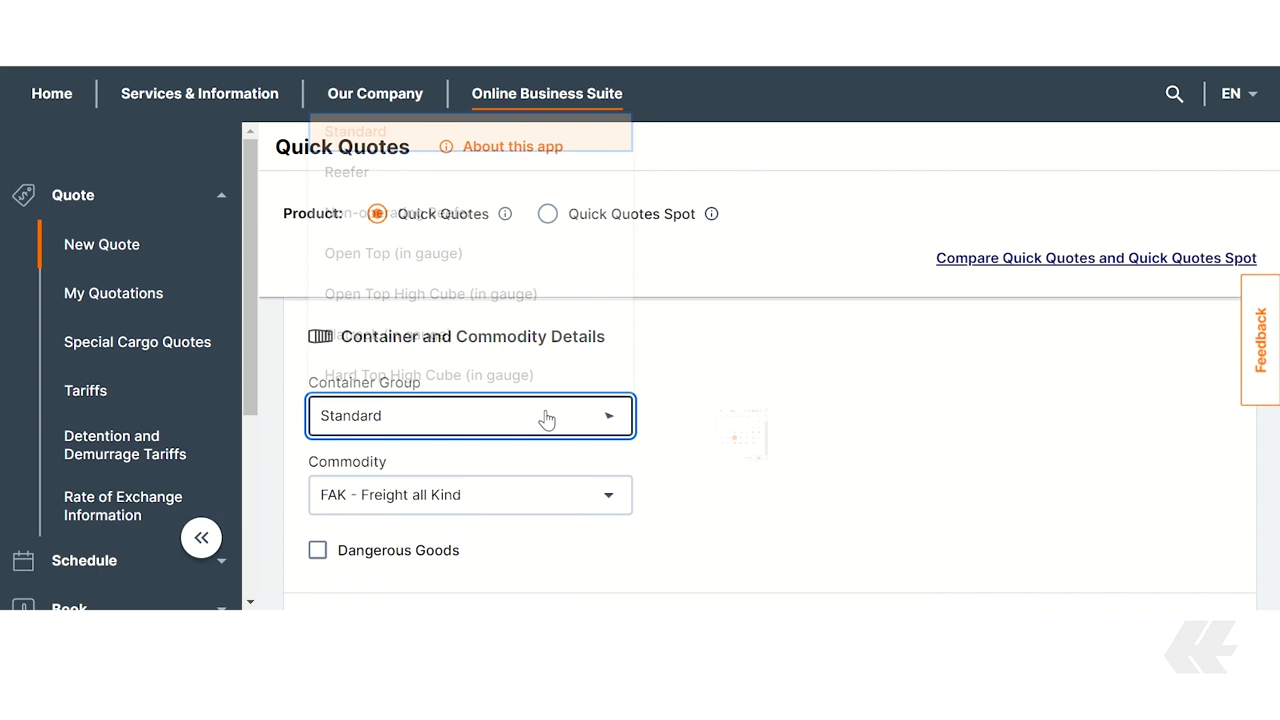 Home
Services & Information
Our Company
Online Business Suite
EN
Standard
Quick Quotes
About this app
Reefer
Quote
Product:
Quick Quotes
Quick Quotes Spot
New Quote
Open Top (in gauge)
Compare Quick Quotes and Quick Quotes Spot
My Quotations
Open Top High Cube (in gauge)
Special Cargo Quotes
Container and Commodity Details
Feedback
Hard Top High Cube (in gauge)
Container Group
Tariffs
Standard
Detention and
Demurrage Tariffs
Commodity
FAK - Freight all Kind
Rate of Exchange
Information
Dangerous Goods
Schedule
Book